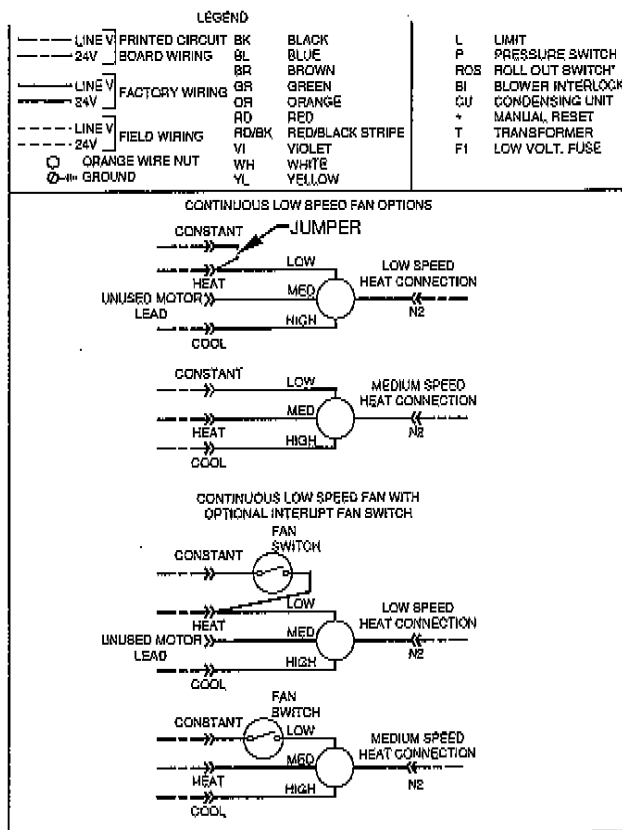 LEGEND
LINE V
24V
PRINTED CIRCUIT
BOARD WIRING
LINE V
24V
FACTORY WIRING
LINE V
24V
FIELD WIRING
ORANGE WIRE NUT
GROUND
BK BLACK
BL BLUE
BR BROWN
GR GREEN
OR ORANGE
RD RED
RD/BK RED/BLACK STRIPE
VI VIOLET
WH WHITE
YL YELLOW
L LIMIT
P PRESSURE SWITCH
ROS ROLL OUT SWITCH*
BI BLOWER INTERLOCK
CU CONDENSING UNIT
* MANUAL RESET
T TRANSFORMER
F1 LOW VOLT. FUSE
CONTINUOUS LOW SPEED FAN OPTIONS
CONSTANT
JUMPER
HEAT
LOW
LOW SPEED
HEAT CONNECTION
UNUSED MOTOR
LEAD
MED
N2
HIGH
COOL
CONSTANT
LOW
MEDIUM SPEED
HEAT CONNECTION
MED
HEAT
N2
HIGH
COOL
CONTINUOUS LOW SPEED FAN WITH
OPTIONAL INTERUPT FAN SWITCH
FAN
SWITCH
CONSTANT
LOW
HEAT
LOW SPEED
HEAT CONNECTION
UNUSED MOTOR
LEAD
MED
N2
HIGH
COOL
FAN
SWITCH
CONSTANT
LOW
MEDIUM SPEED
HEAT CONNECTION
MED
HEAT
N2
HIGH
COOL